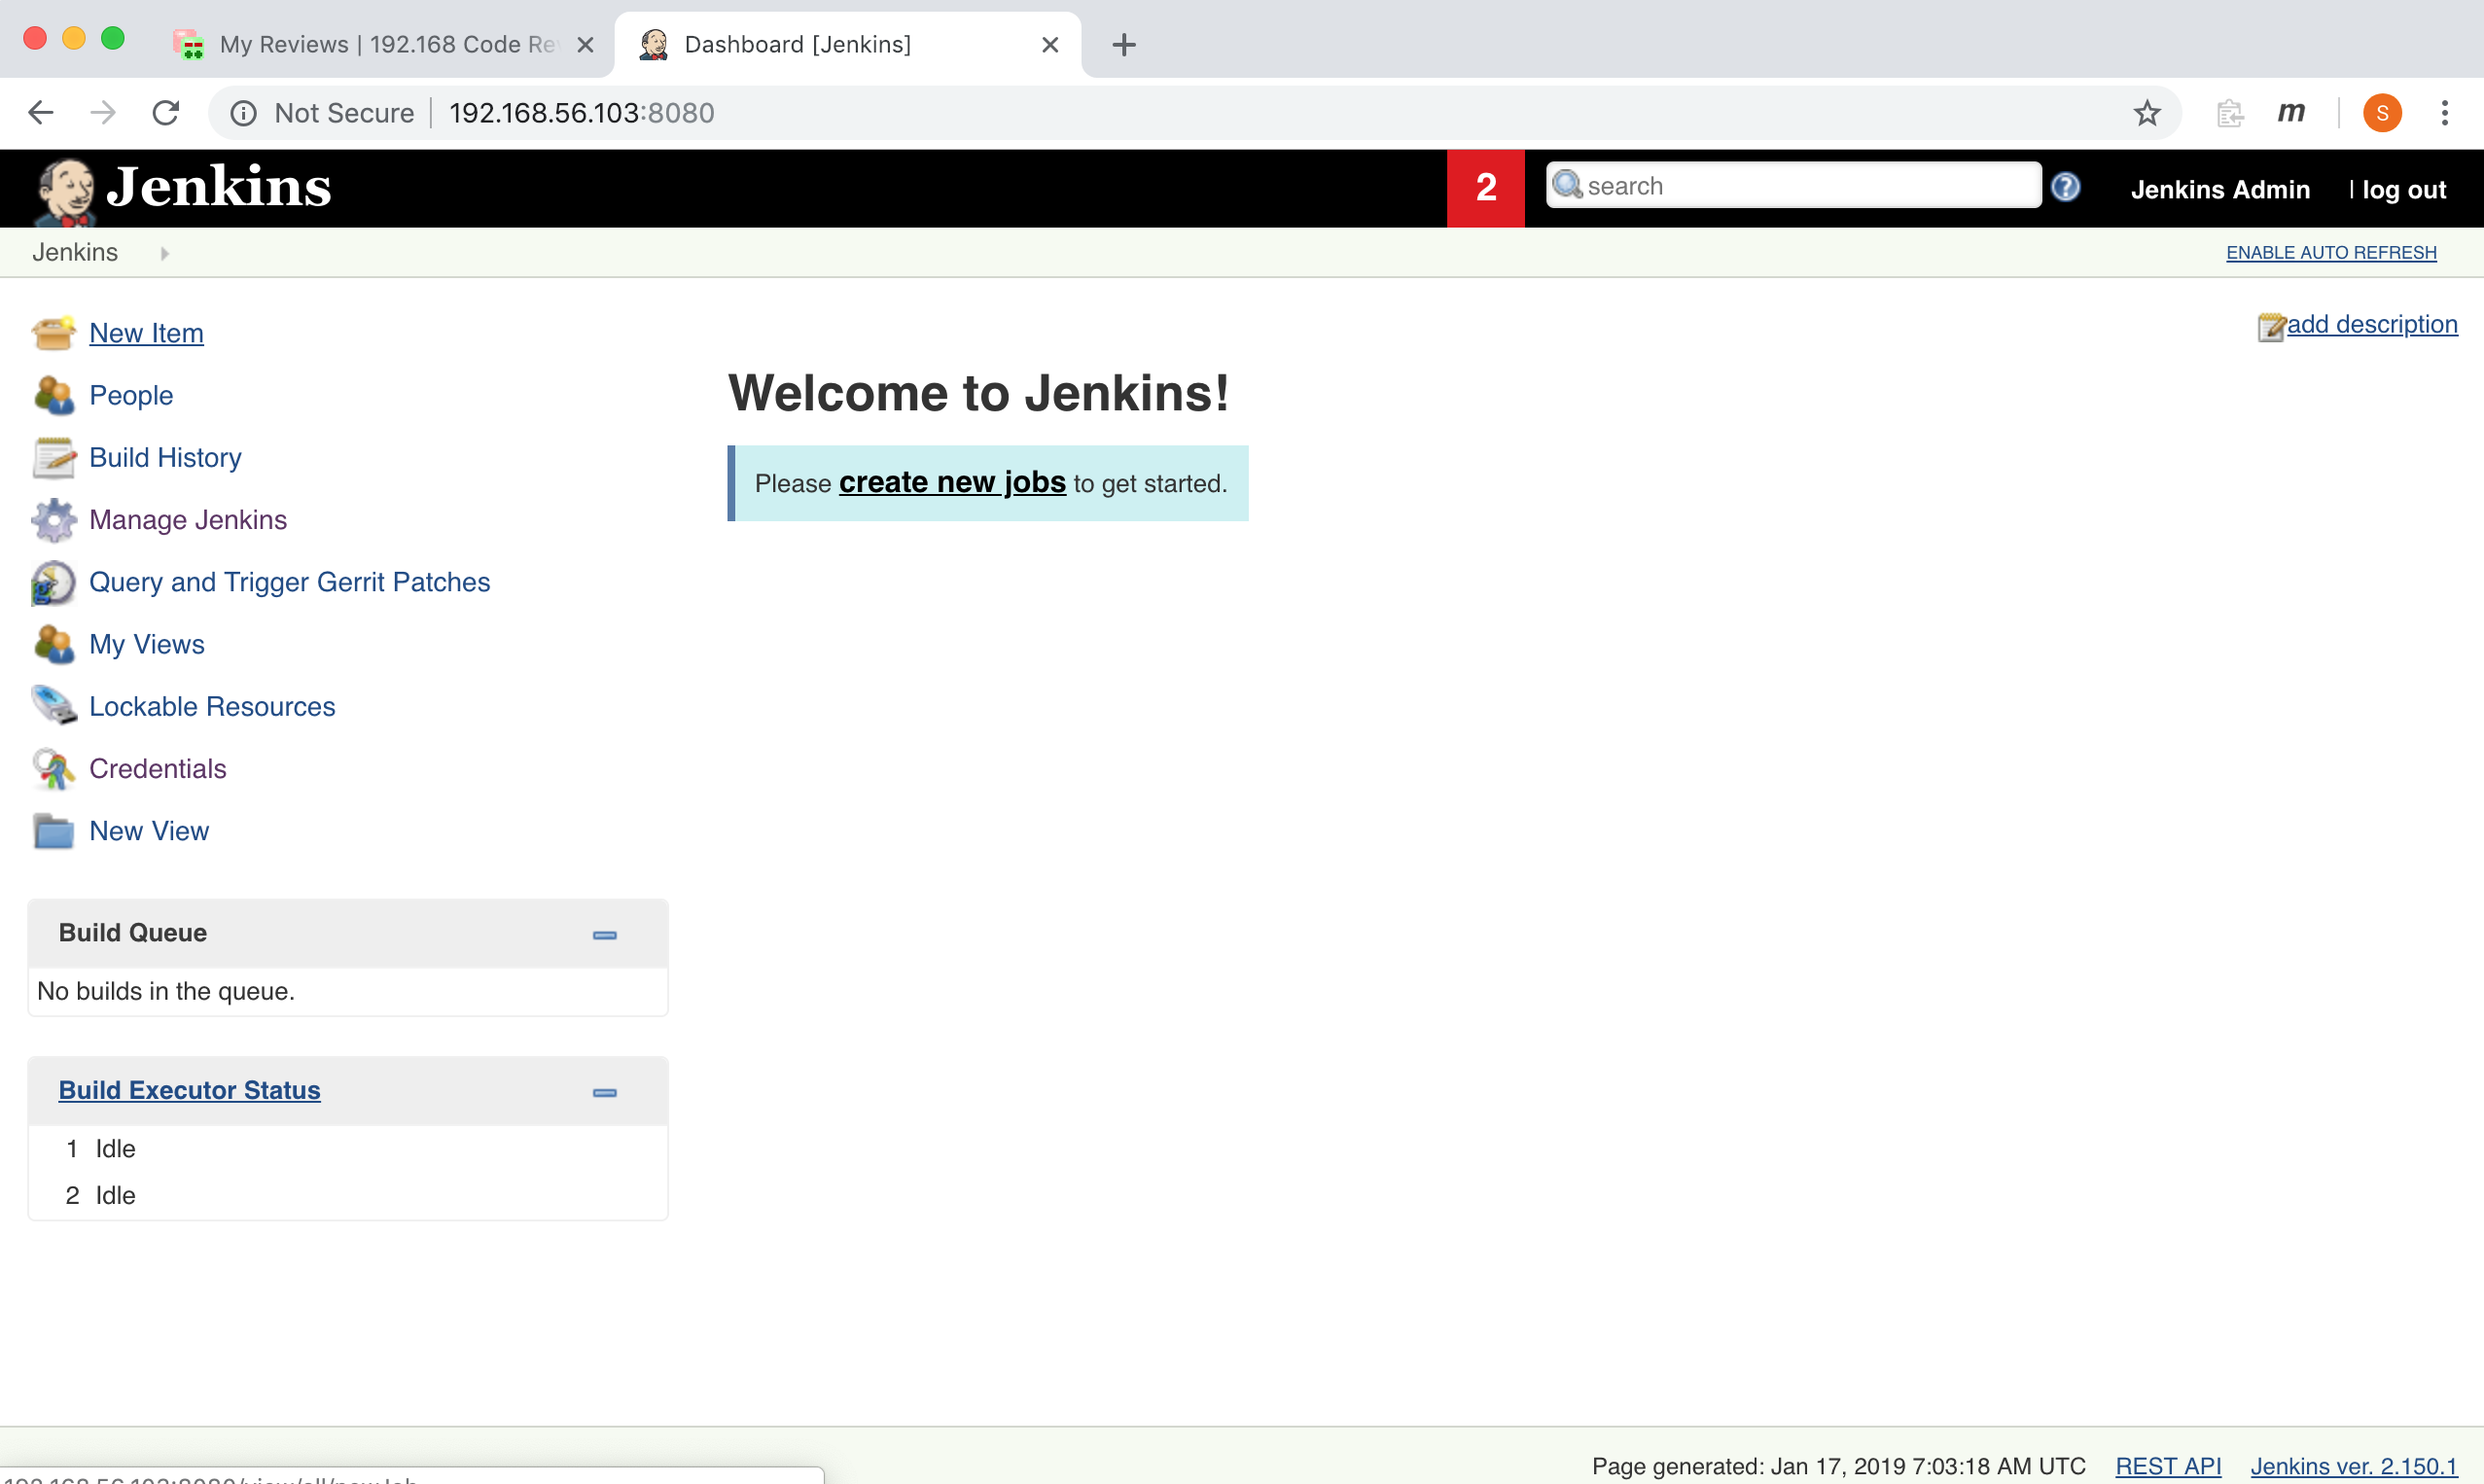 My Reviews | 192.168 Code Re
Dashboard [Jenkins]
Not Secure 192.168.56.103:8080
m
S
Jenkins
2
search
Jenkins Admin
| log out
Jenkins
ENABLE AUTO REFRESH
New Item
add description
People
Welcome to Jenkins!
Build History
Please create new jobs to get started.
Manage Jenkins
Query and Trigger Gerrit Patches
My Views
Lockable Resources
Credentials
New View
Build Queue
No builds in the queue.
Build Executor Status
1 Idle
2 Idle
Page generated: Jan 17, 2019 7:03:18 AM UTC REST API Jenkins ver. 2.150.1